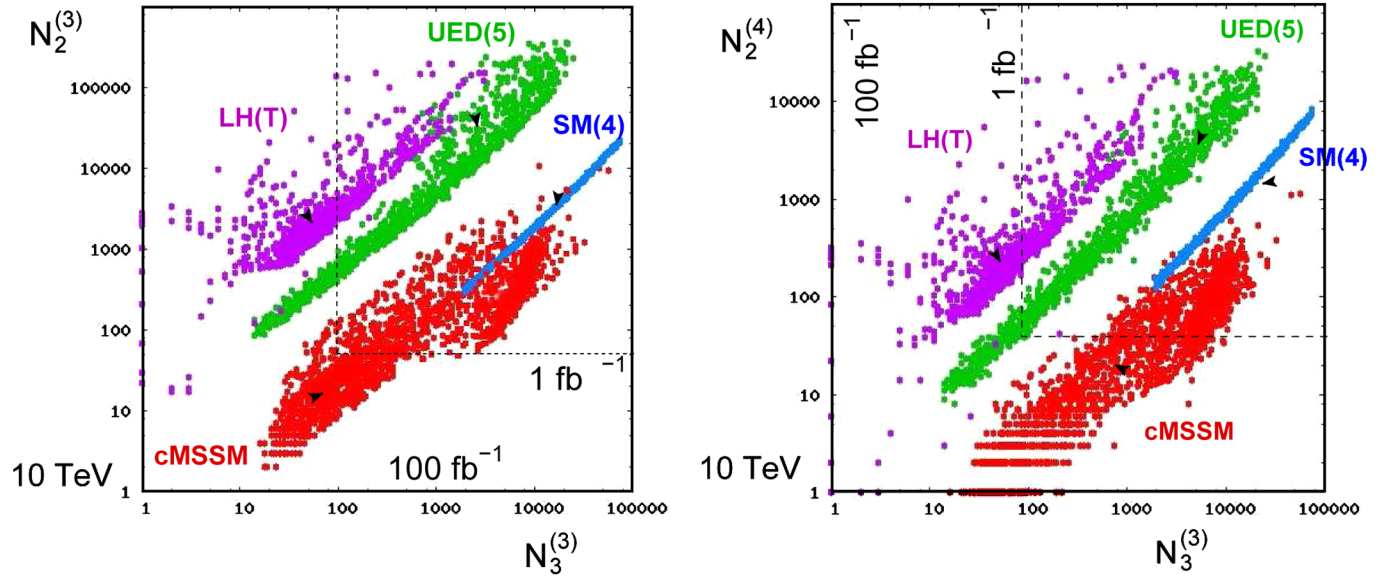 N₂⁽³⁾
100000
10000
1000
100
10
1
10 TeV
UED(5)
LH(T)
SM(4)
1 fb⁻¹
cMSSM
100 fb⁻¹
1
10
100
1000
10000
100000
N₃⁽³⁾
N₂⁽⁴⁾
10000
1000
100
10
1
10 TeV
100 fb⁻¹
1 fb⁻¹
UED(5)
LH(T)
SM(4)
cMSSM
1
10
100
1000
10000
100000
N₃⁽³⁾